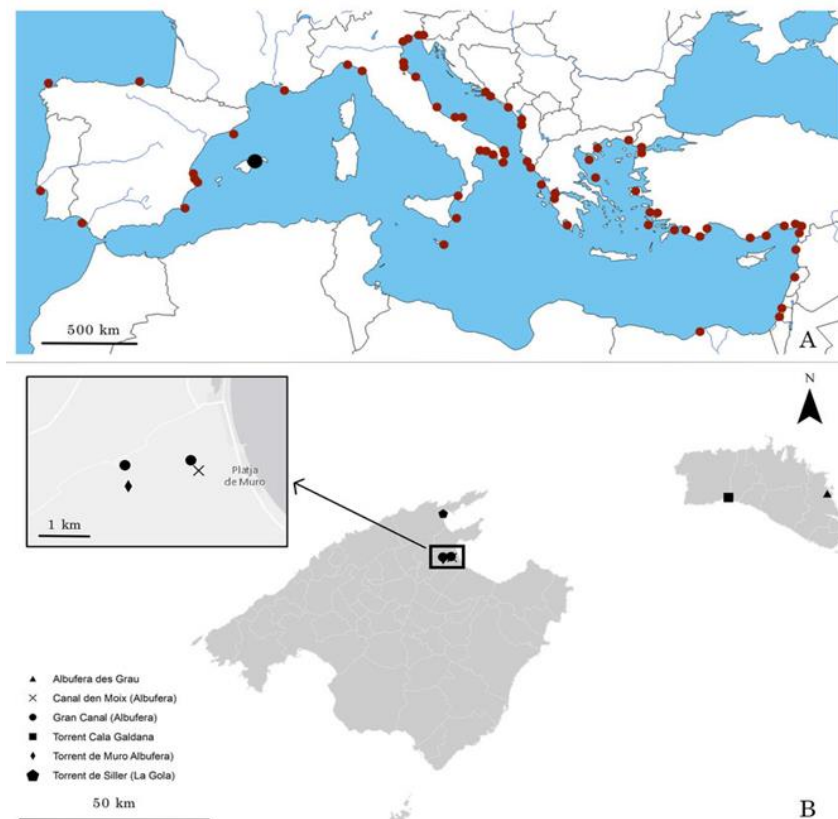 500 km
A
N
Platja
de Muro
1 km
Albufera des Grau
Canal den Moix (Albufera)
Gran Canal (Albufera)
Torrent Cala Galdana
Torrent de Muro Albufera)
Torrent de Siller (La Gola)
50 km
B